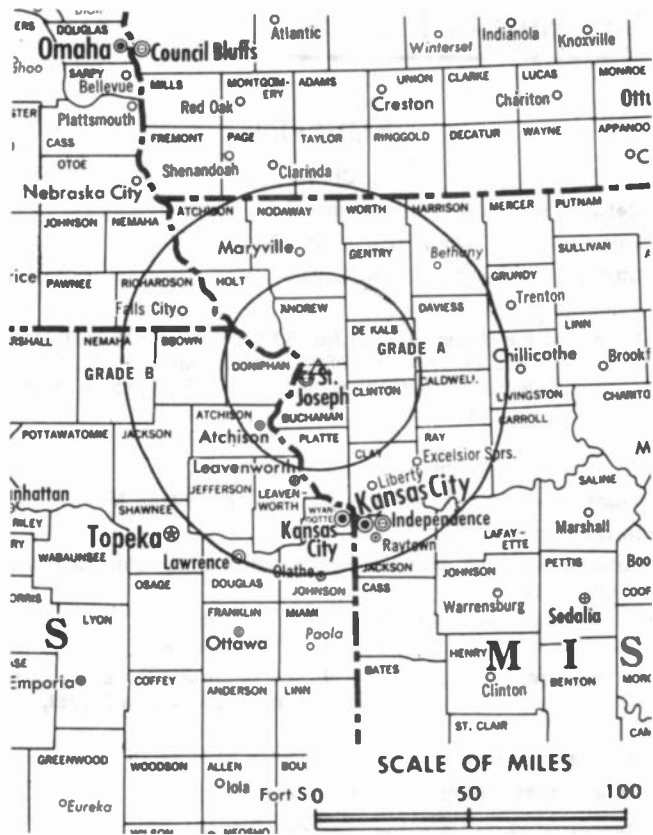 DOUGLAS
Atlantic
Winterset
Indianola
Knoxville
Omaha
Council Bluffs
SARPY
Bellevue
MILLS
MONTGOM-
ERY
ADAMS
UNION
CLARKE
LUCAS
MONROE
Red Oak
Creston
Chariton
Plattsmouth
CASS
FREMONT
PAGE
TAYLOR
RINGGOLD
DECATUR
WAYNE
APPANOO
OTOE
Shenandoah
Clarinda
Nebraska City
JOHNSON
NEMAHA
ATCHISON
NODAWAY
WORTH
HARRISON
MERCER
PUTNAM
Maryville
GENTRY
Bethany
SULLIVAN
PAWNEE
RICHARDSON
HOLT
GRUNDY
Falls City
ANDREW
DAVIESS
Trenton
DE KALB
LINN
NEMAHA
BROWN
GRADE A
GRADE B
DONIPHAN
Chillicothe
Brookf
St.
Joseph
CLINTON
CALDWELL
LIVINGSTON
CHARITO
ATCHISON
BUCHANAN
CARROLL
Atchison
PLATTE
POTTAWATOMIE
JACKSON
CLAY
RAY
Leavenworth
Excelsior Sprs.
JEFFERSON
Liberty
SALINE
LEAVEN-
WORTH
Kansas City
SHAWNEE
WYAN
DOTTE
Kansas
City
Independence
Marshall
RILEY
Topeka
Raytown
LAFAY-
ETTE
WABAUNSEE
Lawrence
Olathe
JACKSON
JOHNSON
PETTIS
OSAGE
DOUGLAS
JOHNSON
CASS
Warrensburg
Sedalia
LYON
FRANKLIN
MIAMI
S
Ottawa
Paola
HENRY
M I S
BATES
Clinton
BENTON
Emporia
COFFEY
ANDERSON
LINN
ST. CLAIR
GREENWOOD
WOODSON
ALLEN
BOU
SCALE OF MILES
Iola
Fort S
0 50 100
Eureka
WILSON
NEOSHO